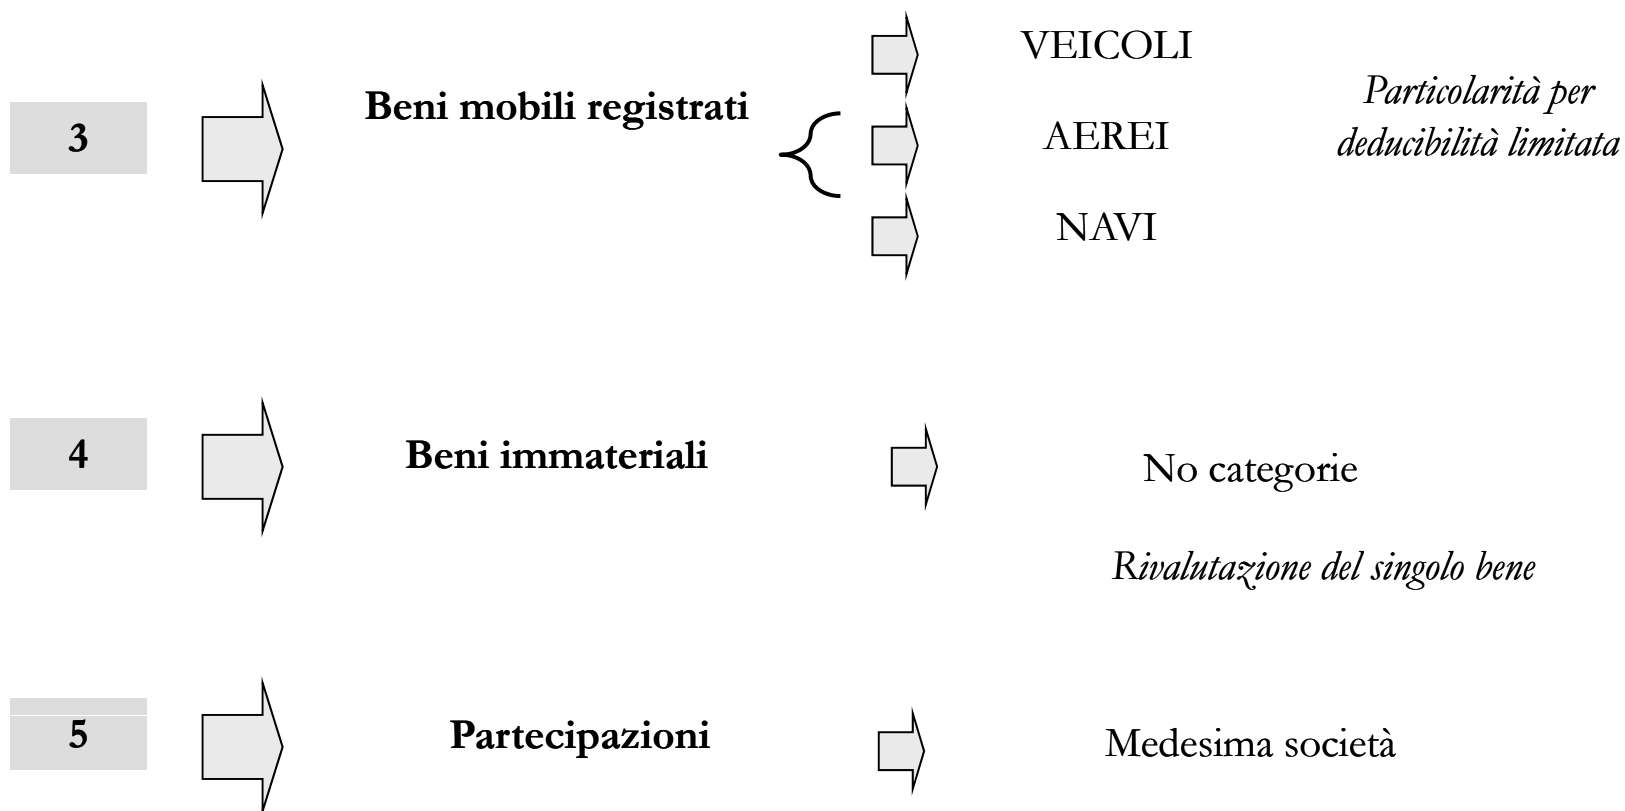 3
Beni mobili registrati
VEICOLI
AEREI
NAVI
Particolarità per
deducibilità limitata
4
Beni immateriali
No categorie
Rivalutazione del singolo bene
5
Partecipazioni
Medesima società